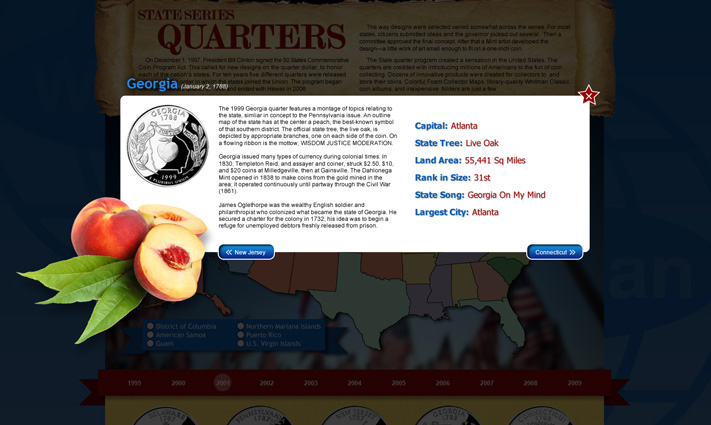 STATE SERIES
QUARTERS
On December 1, 1997, President Bill Clinton signed the 50 States Commemorative
Coin Program Act. This called for new designs on the quarter dollar, to honor
each of the nation's states. For ten years five different quarters were released
order in which the states joined the Union. The program began
ended with Hawaii in 2008.
The way designs were selected varied somewhat across the series. For most
states, citizens submitted ideas and the governor picked out several. Then a
committee approved the final concept. After that a Mint artist developed the
design—a little work of art small enough to fit on a one-inch coin.
The State quarter program created a sensation in the United States. The
quarters are credited with introducing millions of Americans to the fun of coin
collecting. Dozens of innovative products were created for collectors to
store their coins. Colorful Foam Collector Maps, library-quality Whitman Classic
coin albums, and inexpensive folders are just a few.
Georgia (January 2, 1788)
GEORGIA
1788
1999
E PLURIBUS UNUM
The 1999 Georgia quarter features a montage of topics relating to
the state, similar in concept to the Pennsylvania issue. An outline
map of the state has at the center a peach, the best-known symbol
of that southern district. The official state tree, the live oak, is
depicted by appropriate branches, one on each side of the coin. On
a flowing ribbon is the mottow, WISDOM JUSTICE MODERATION.
Georgia issued many types of currency during colonial times. In
1830, Templeton Reid, and assayer and coiner, struck $2.50, $10,
and $20 coins at Milledgeville, then at Gainsville. The Dahlonega
Mint opened in 1838 to make coins from the gold mined in the
area; it operated continuously until partway through the Civil War
(1861).
James Oglethorpe was the wealthy English soldier and
philanthropist who colonized what became the state of Georgia. He
secured a charter for the colony in 1732; his idea was to begin a
refuge for unemployed debtors freshly released from prison.
Capital: Atlanta
State Tree: Live Oak
Land Area: 55,441 Sq Miles
Rank in Size: 31st
State Song: Georgia On My Mind
Largest City: Atlanta
« New Jersey
Connecticut »
an
District of Columbia
American Samoa
Guam
Northern Mariana Islands
Puerto Rico
U.S. Virgin Islands
1999 2000 2001 2002 2003 2004 2005 2006 2007 2008 2009
DELAWARE
PENNSYLVANIA
NEW JERSEY
GEORGIA
CONNECTICUT